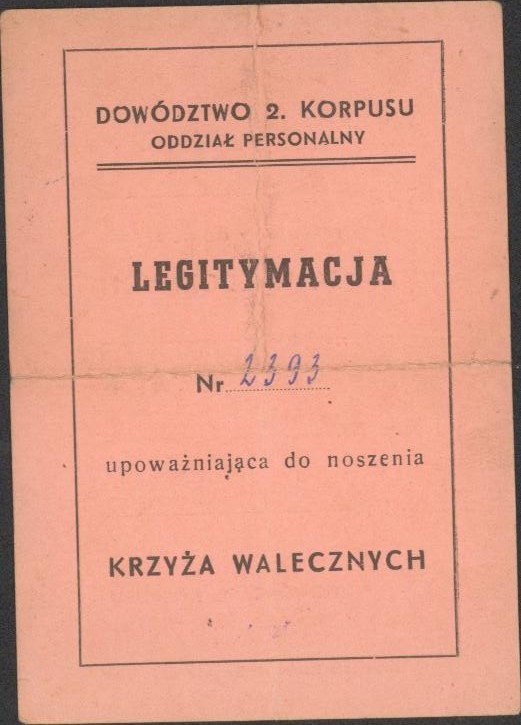 DOWÓDZTWO 2. KORPUSU
ODDZIAŁ PERSONALNY
LEGITYMACJA
Nr 2393
upoważniająca do noszenia
KRZYŻA WALECZNYCH